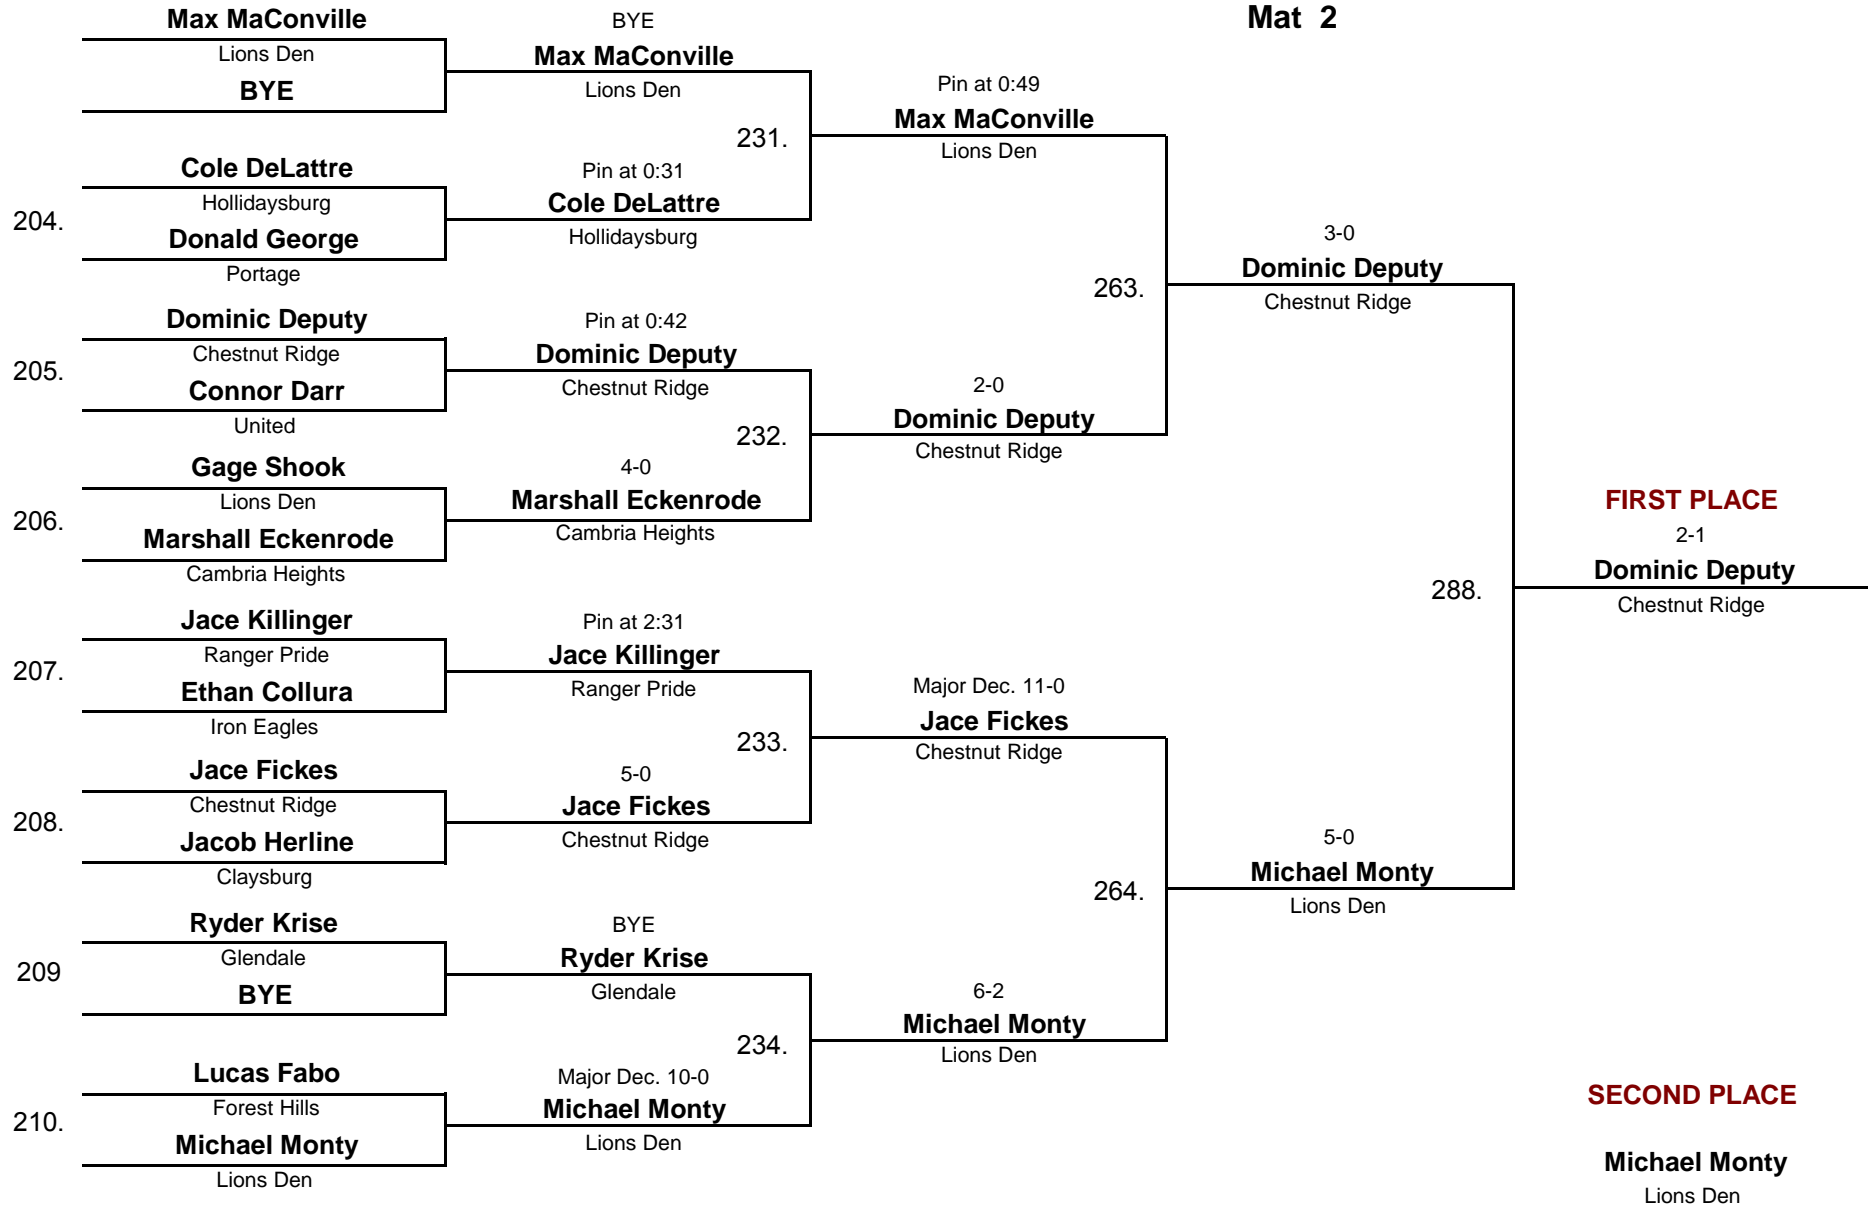 Mat 2
Max MaConville
Lions Den
BYE
204.
Cole DeLattre
Hollidaysburg
Donald George
Portage
205.
Dominic Deputy
Chestnut Ridge
Connor Darr
United
206.
Gage Shook
Lions Den
Marshall Eckenrode
Cambria Heights
207.
Jace Killinger
Ranger Pride
Ethan Collura
Iron Eagles
208.
Jace Fickes
Chestnut Ridge
Jacob Herline
Claysburg
209
Ryder Krise
Glendale
BYE
210.
Lucas Fabo
Forest Hills
Michael Monty
Lions Den
BYE
Max MaConville
Lions Den
231.
Pin at 0:31
Cole DeLattre
Hollidaysburg
Pin at 0:42
Dominic Deputy
Chestnut Ridge
232.
4-0
Marshall Eckenrode
Cambria Heights
Pin at 2:31
Jace Killinger
Ranger Pride
233.
5-0
Jace Fickes
Chestnut Ridge
BYE
Ryder Krise
Glendale
234.
Major Dec. 10-0
Michael Monty
Lions Den
Pin at 0:49
Max MaConville
Lions Den
263.
2-0
Dominic Deputy
Chestnut Ridge
Major Dec. 11-0
Jace Fickes
Chestnut Ridge
264.
6-2
Michael Monty
Lions Den
3-0
Dominic Deputy
Chestnut Ridge
288.
5-0
Michael Monty
Lions Den
FIRST PLACE
2-1
Dominic Deputy
Chestnut Ridge
SECOND PLACE
Michael Monty
Lions Den